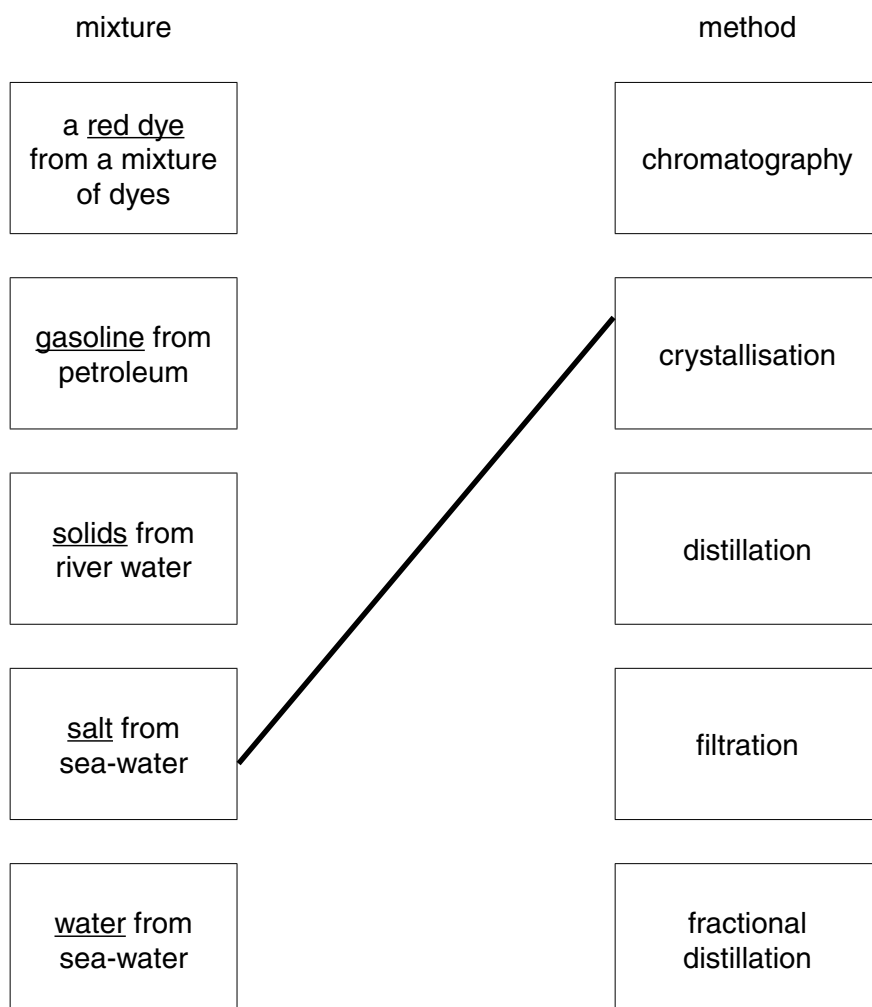 mixture
method
a red dye
from a mixture
of dyes
chromatography
gasoline from
petroleum
crystallisation
solids from
river water
distillation
salt from
sea-water
filtration
water from
sea-water
fractional
distillation